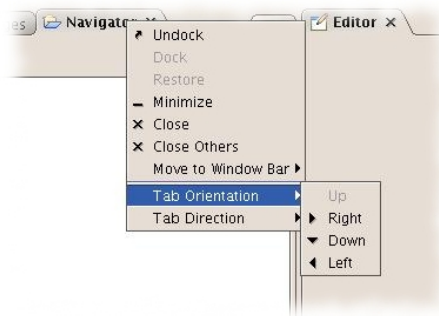 es Navigator Editor
Undock
Dock
Restore
Minimize
Close
Close Others
Move to Window Bar
Tab Orientation Up
Tab Direction Right
Down
Left